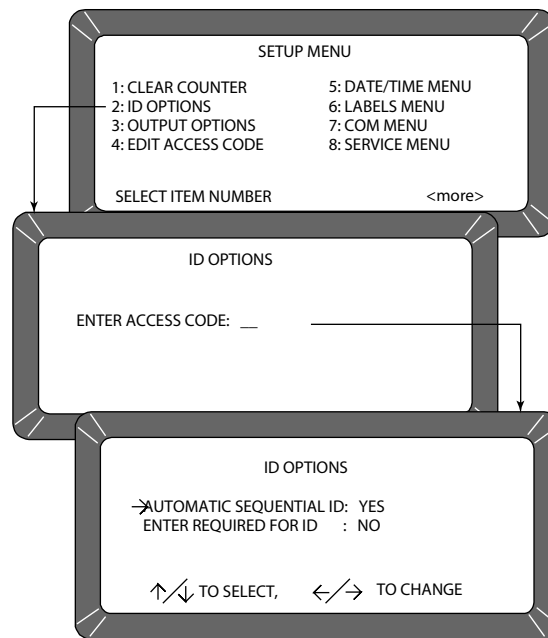 SETUP MENU
1: CLEAR COUNTER 5: DATE/TIME MENU
2: ID OPTIONS 6: LABELS MENU
3: OUTPUT OPTIONS 7: COM MENU
4: EDIT ACCESS CODE 8: SERVICE MENU
SELECT ITEM NUMBER <more>
ID OPTIONS
ENTER ACCESS CODE: __
ID OPTIONS
→AUTOMATIC SEQUENTIAL ID: YES
ENTER REQUIRED FOR ID : NO
↑/↓ TO SELECT, ←/→ TO CHANGE